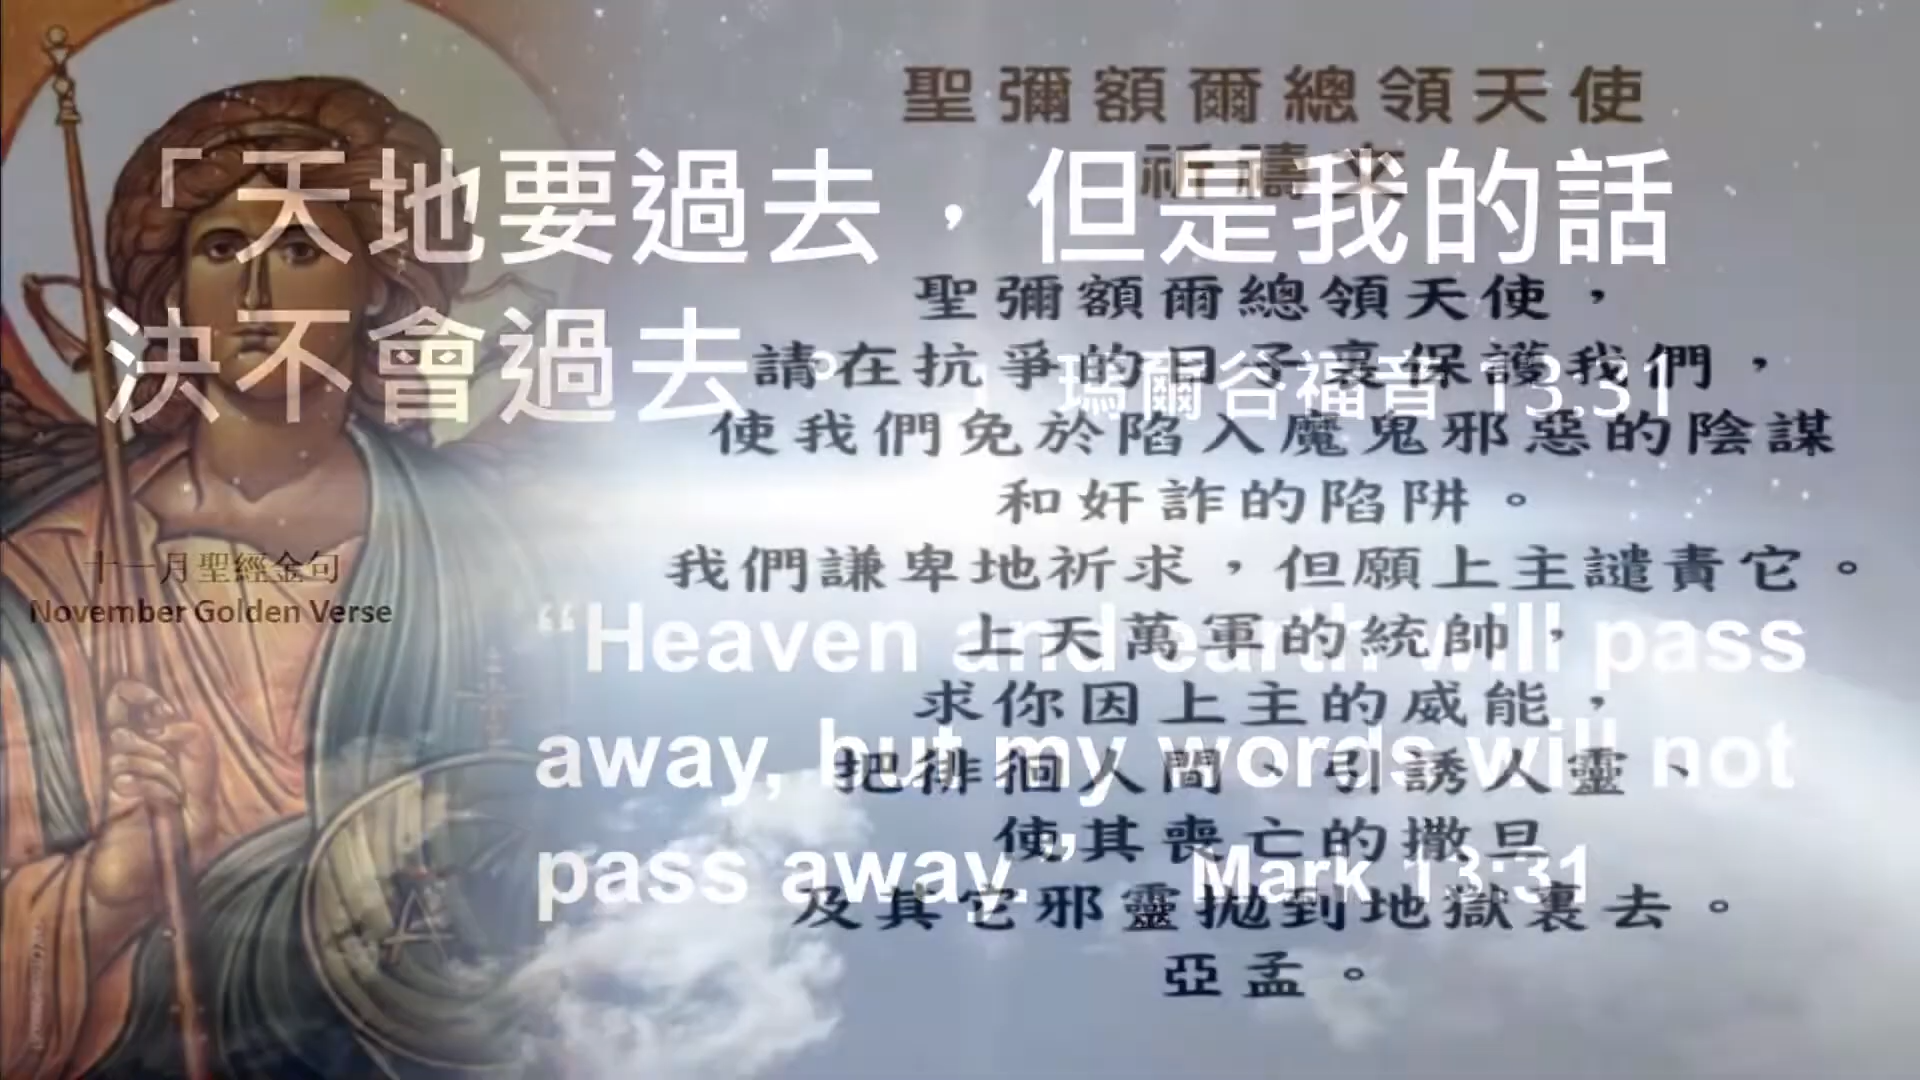 聖彌額爾總領天使
祈禱文
「天地要過去，但是我的話
決不會過去。」瑪爾谷福音 13:31
聖彌額爾總領天使，
請在抗爭的日子裏保護我們，
使我們免於陷入魔鬼邪惡的陰謀
和奸詐的陷阱。
我們謙卑地祈求，但願上主譴責它。
上天萬軍的統帥，
求你因上主的威能，
把徘徊人間、引誘人靈、
使其喪亡的撒旦
及其它邪靈拋到地獄裏去。
亞孟。
十一月聖經金句
November Golden Verse
“Heaven and earth will pass
away, but my words will not
pass away.” Mark 13:31